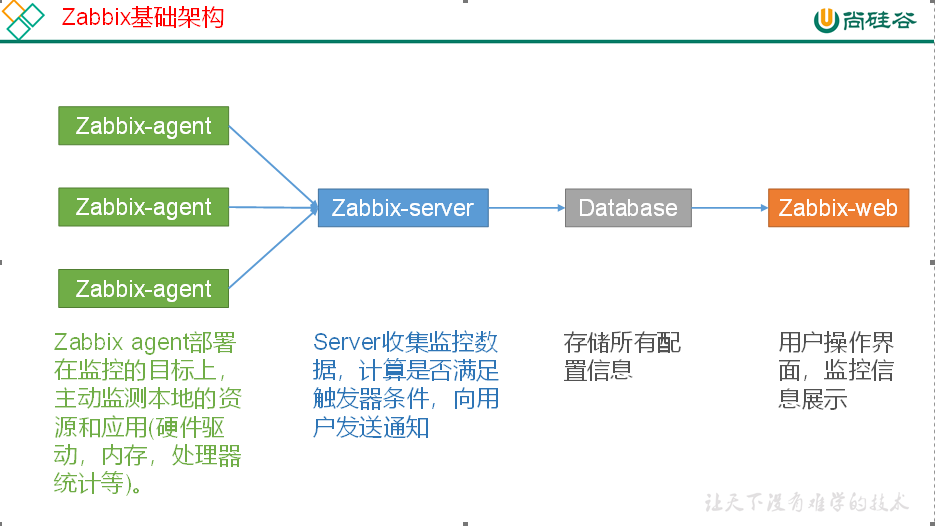 Zabbix基础架构
尚硅谷
Zabbix-agent
Zabbix-agent
Zabbix-agent
Zabbix-server
Database
Zabbix-web
Zabbix agent部署
在监控的目标上，
主动监测本地的资
源和应用(硬件驱
动，内存，处理器
统计等)。
Server收集监控数
据，计算是否满足
触发器条件，向用
户发送通知
存储所有配
置信息
用户操作界
面，监控信
息展示
让天下没有难学的技术